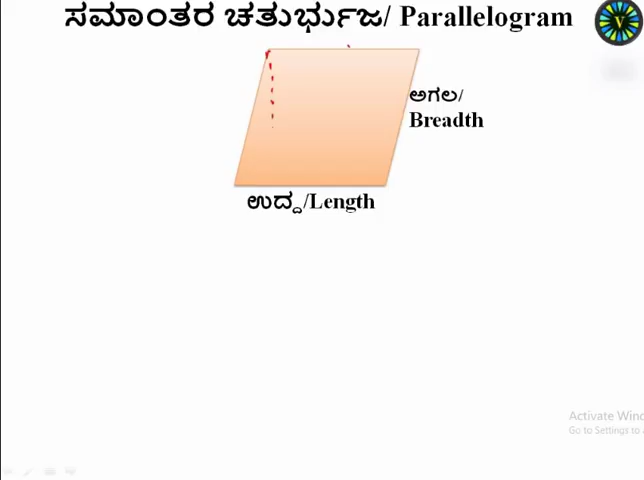 ಸಮಾಂತರ ಚತುರ್ಭುಜ/ Parallelogram
V
ಅಗಲ/
Breadth
ಉದ್ದ/Length
Activate Wind
Go to Settings to a